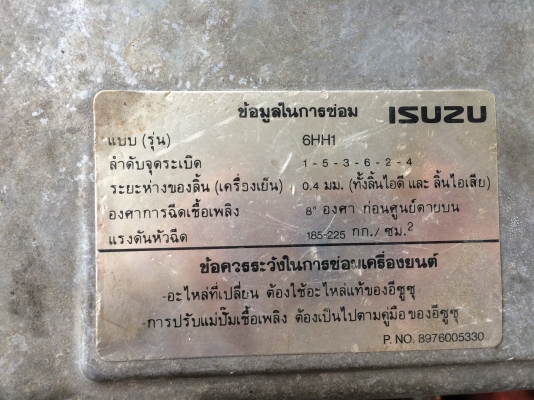 ข้อมูลในการซ่อม ISUZU
แบบ (รุ่น) 6HH1
ลำดับจุดระเบิด 1 - 5 - 3 - 6 - 2 - 4
ระยะห่างของลิ้น (เครื่องเย็น) 0.4 มม. (ทั้งลิ้นไอดี และ ลิ้นไอเสีย)
องศาการฉีดเชื้อเพลิง 8° องศา ก่อนศูนย์ตายบน
แรงดันหัวฉีด 185-225 กก./ ซม.²
ข้อควรระวังในการซ่อมเครื่องยนต์
-อะไหล่ที่เปลี่ยน ต้องใช้อะไหล่แท้ของอีซูซุ
-การปรับแม่ปั๊มเชื้อเพลิง ต้องเป็นไปตามคู่มือของอีซูซุ
P. NO. 8976005330